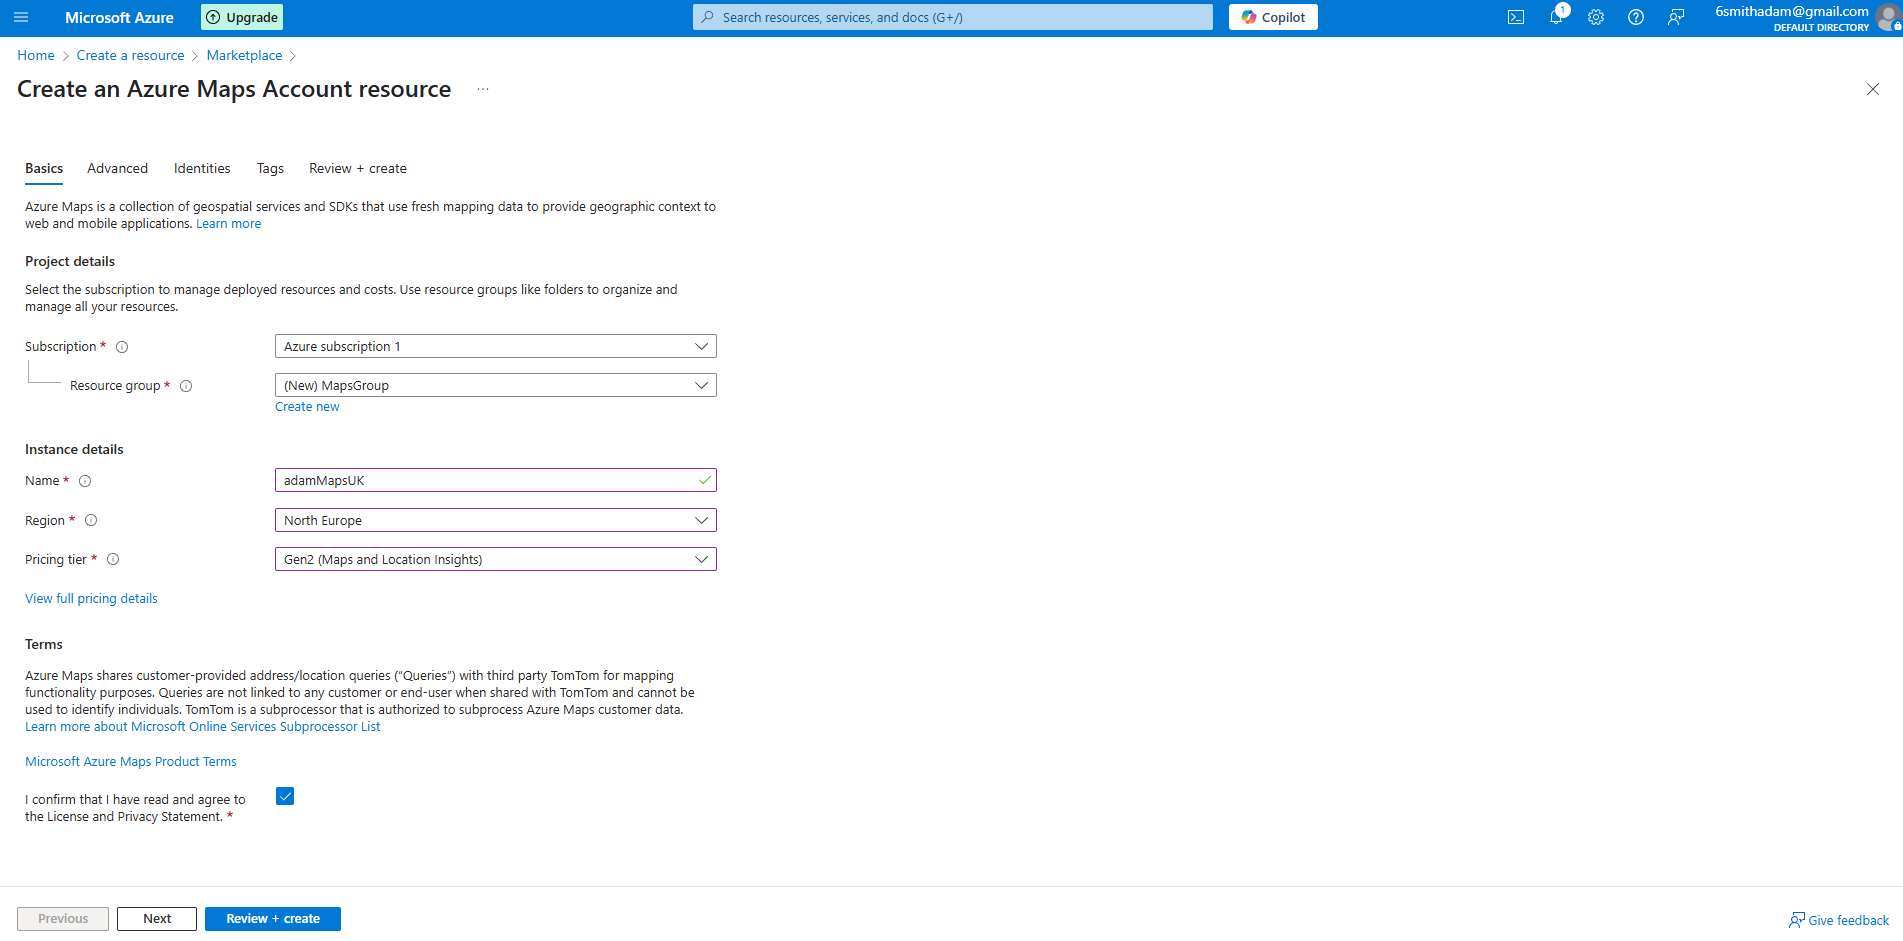 Microsoft Azure
Upgrade
Search resources, services, and docs (G+/)
Copilot
1
6smithadam@gmail.com
DEFAULT DIRECTORY
Home > Create a resource > Marketplace >
Create an Azure Maps Account resource ...
Basics Advanced Identities Tags Review + create
Azure Maps is a collection of geospatial services and SDKs that use fresh mapping data to provide geographic context to
web and mobile applications. Learn more
Project details
Select the subscription to manage deployed resources and costs. Use resource groups like folders to organize and
manage all your resources.
Subscription * Azure subscription 1
Resource group * (New) MapsGroup
Create new
Instance details
Name * adamMapsUK
Region * North Europe
Pricing tier * Gen2 (Maps and Location Insights)
View full pricing details
Terms
Azure Maps shares customer-provided address/location queries (“Queries”) with third party TomTom for mapping
functionality purposes. Queries are not linked to any customer or end-user when shared with TomTom and cannot be
used to identify individuals. TomTom is a subprocessor that is authorized to subprocess Azure Maps customer data.
Learn more about Microsoft Online Services Subprocessor List
Microsoft Azure Maps Product Terms
I confirm that I have read and agree to
the License and Privacy Statement. *
Previous Next Review + create
Give feedback